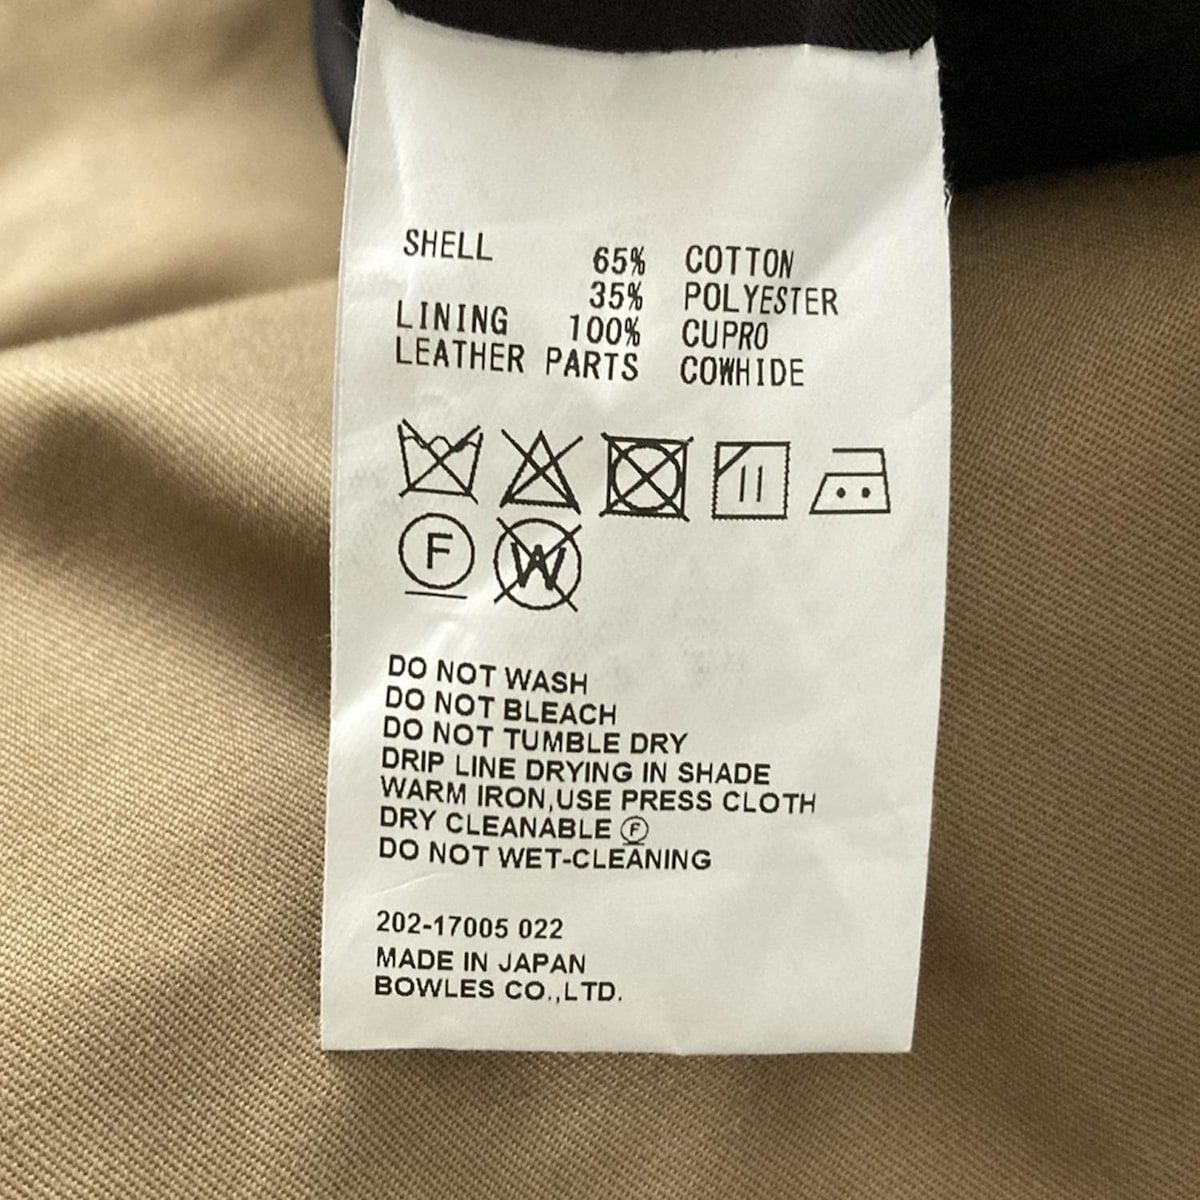 SHELL 65% COTTON
35% POLYESTER
LINING 100% CUPRO
LEATHER PARTS COWHIDE
F W
DO NOT WASH
DO NOT BLEACH
DO NOT TUMBLE DRY
DRIP LINE DRYING IN SHADE
WARM IRON,USE PRESS CLOTH
DRY CLEANABLE Ⓕ
DO NOT WET-CLEANING
202-17005 022
MADE IN JAPAN
BOWLES CO.,LTD.